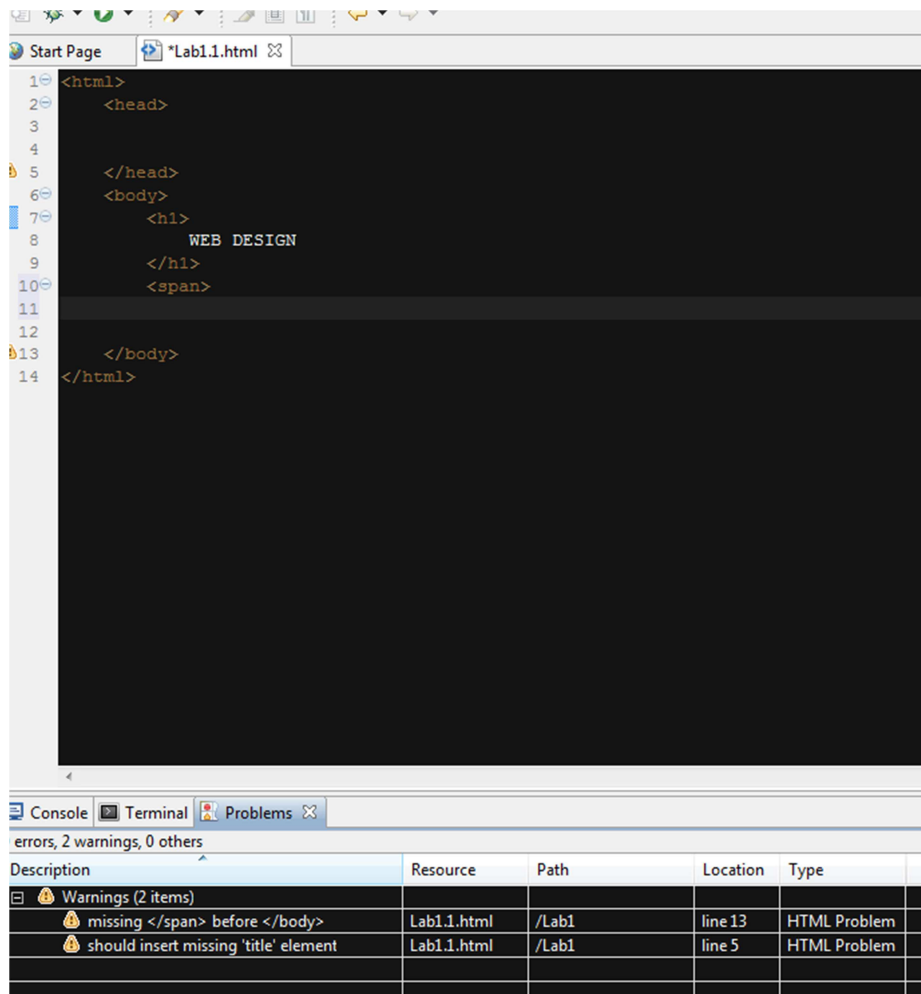 Start Page *Lab1.1.html
1 <html>
2 <head>
3
4
5 </head>
6 <body>
7 <h1>
8 WEB DESIGN
9 </h1>
10 <span>
11
12
13 </body>
14 </html>
Console Terminal Problems
errors, 2 warnings, 0 others
Description Resource Path Location Type
Warnings (2 items)
missing </span> before </body> Lab1.1.html /Lab1 line 13 HTML Problem
should insert missing 'title' element Lab1.1.html /Lab1 line 5 HTML Problem